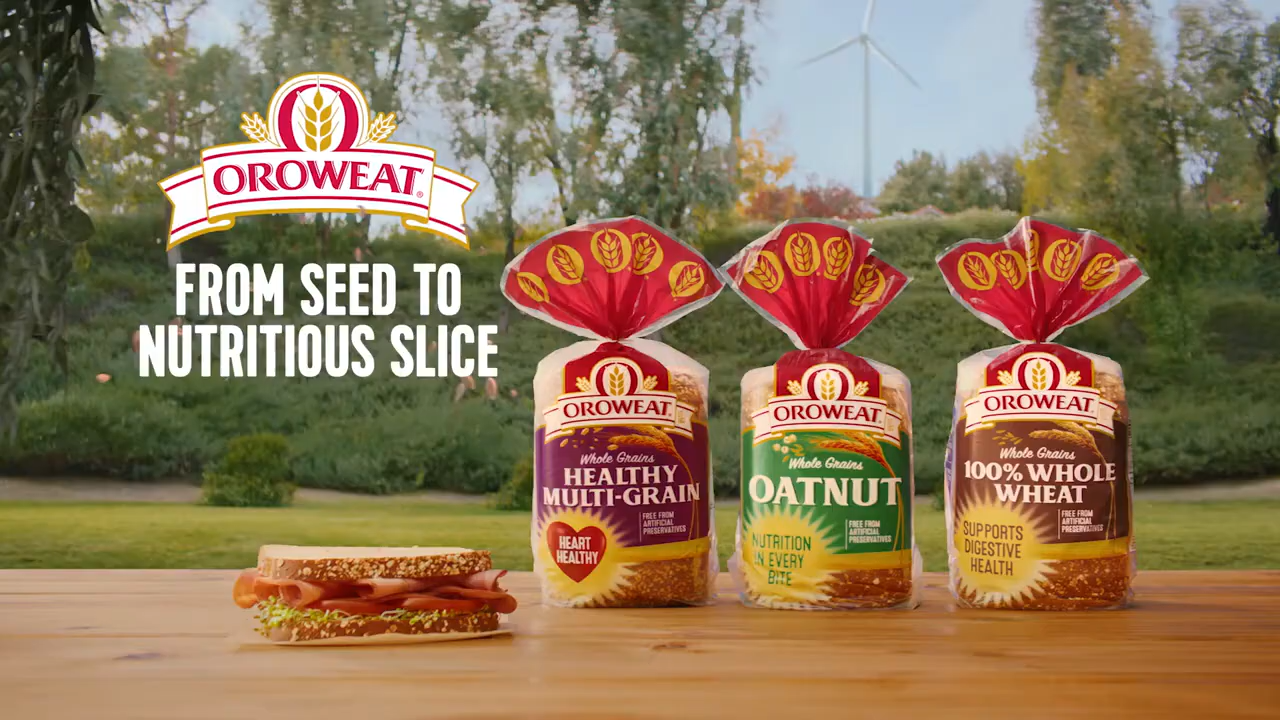 OROWEAT®
FROM SEED TO
NUTRITIOUS SLICE
OROWEAT
Whole Grains
HEALTHY
MULTI-GRAIN
FREE FROM
ARTIFICIAL
PRESERVATIVES
HEART
HEALTHY
OROWEAT
Whole Grains
OATNUT
FREE FROM
ARTIFICIAL
PRESERVATIVES
NUTRITION
IN EVERY
BITE
OROWEAT
Whole Grains
100% WHOLE
WHEAT
FREE FROM
ARTIFICIAL
PRESERVATIVES
SUPPORTS
DIGESTIVE
HEALTH